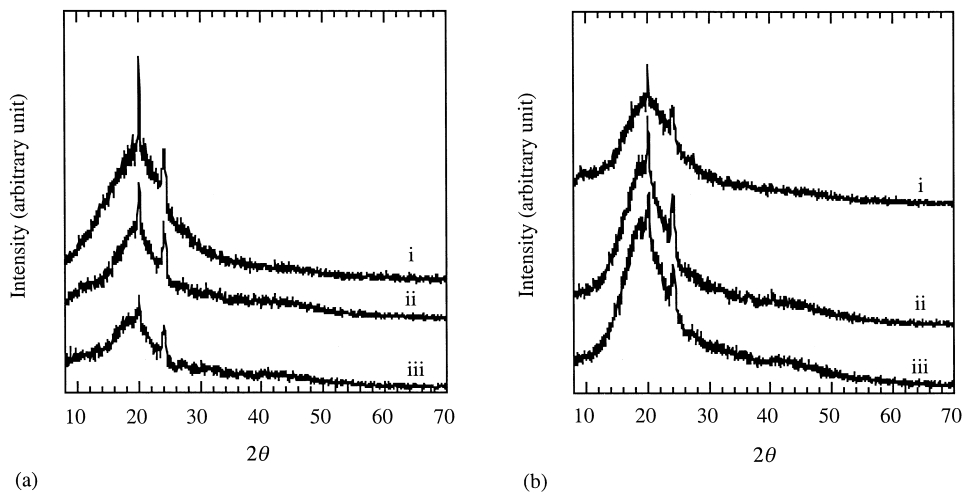 Intensity (arbitrary unit)
i
ii
iii
10 20 30 40 50 60 70
2θ
(a)
Intensity (arbitrary unit)
i
ii
iii
10 20 30 40 50 60 70
2θ
(b)